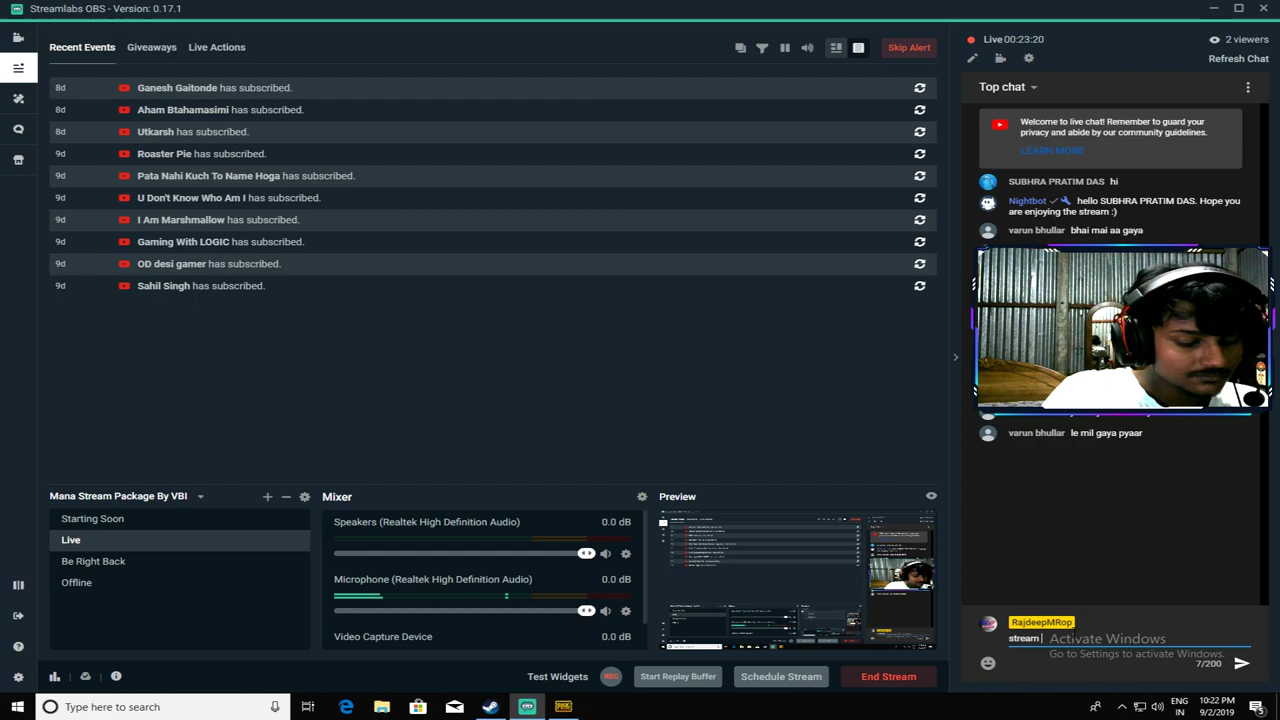 Streamlabs OBS - Version: 0.17.1
Recent Events
Giveaways
Live Actions
Skip Alert
8d Ganesh Gaitonde has subscribed.
8d Aham Btahamasimi has subscribed.
8d Utkarsh has subscribed.
9d Roaster Pie has subscribed.
9d Pata Nahi Kuch To Name Hoga has subscribed.
9d U Don't Know Who Am I has subscribed.
9d I Am Marshmallow has subscribed.
9d Gaming With LOGIC has subscribed.
9d OD desi gamer has subscribed.
9d Sahil Singh has subscribed.
Mana Stream Package By VBI
Starting Soon
Live
Be Right Back
Offline
Mixer
Speakers (Realtek High Definition Audio) 0.0 dB
Microphone (Realtek High Definition Audio) 0.0 dB
Video Capture Device 0.0 dB
Preview
Test Widgets
REC
Start Replay Buffer
Schedule Stream
End Stream
Live 00:23:20
2 viewers
Refresh Chat
Top chat
Welcome to live chat! Remember to guard your
privacy and abide by our community guidelines.
LEARN MORE
SUBHRA PRATIM DAS hi
Nightbot hello SUBHRA PRATIM DAS. Hope you
are enjoying the stream :)
varun bhullar bhai mai aa gaya
varun bhullar le mil gaya pyaar
RajdeepMRop
stream
Activate Windows
Go to Settings to activate Windows.
7/200
Type here to search
ENG
IN
10:22 PM
9/2/2019
5